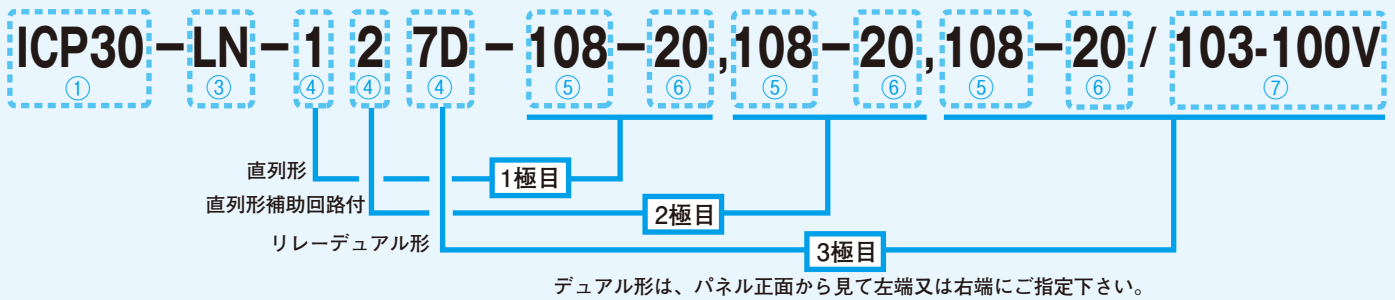 ICP30-LN-1 2 7D-108-20,108-20,108-20/103-100V
① ③ ④ ④ ④ ⑤ ⑥ ⑤ ⑥ ⑤ ⑥ ⑦
直列形 1極目
直列形補助回路付 2極目
リレーデュアル形 3極目
デュアル形は、パネル正面から見て左端又は右端にご指定下さい。